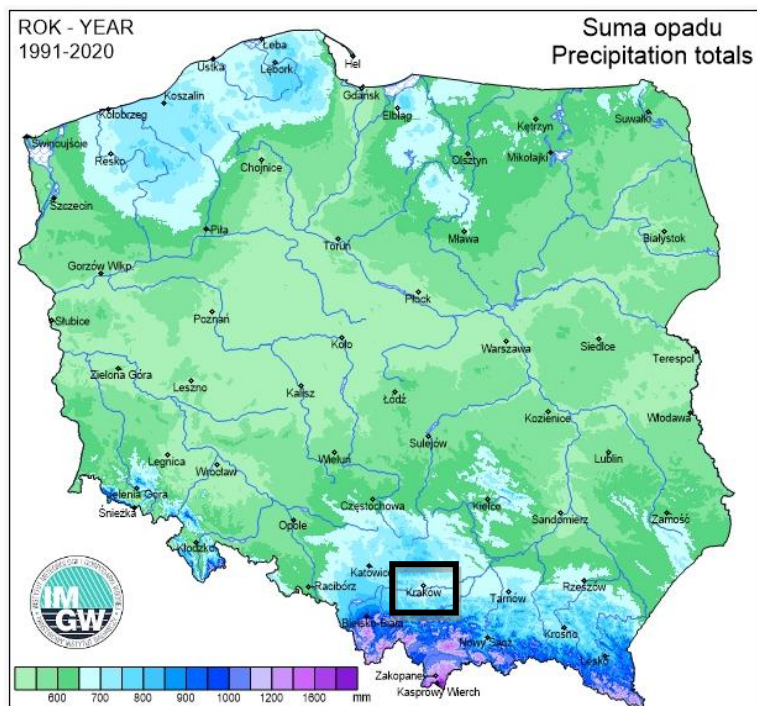 ROK - YEAR
1991-2020
Suma opadu
Precipitation totals
Łeba
Hel
Ustka
Lębork
Gdańsk
Koszalin
Kołobrzeg
Elbląg
Suwałki
Kętrzyn
Świnoujście
Resko
Chojnice
Olsztyn
Mikołajki
Szczecin
Piła
Toruń
Mława
Białystok
Gorzów Wlkp.
Płock
Słubice
Poznań
Koło
Warszawa
Siedlce
Terespol
Zielona Góra
Leszno
Kalisz
Łódź
Kozienice
Włodawa
Sulejów
Legnica
Wrocław
Wieluń
Lublin
Jelenia Góra
Śnieżka
Częstochowa
Kielce
Opole
Sandomierz
Zamość
Kłodzko
Katowice
Racibórz
Kraków
Tarnów
Rzeszów
Bielsko-Biała
Nowy Sącz
Krosno
Lesko
Zakopane
Kasprowy Wierch
IM
GW
600 700 800 900 1000 1200 1600 mm